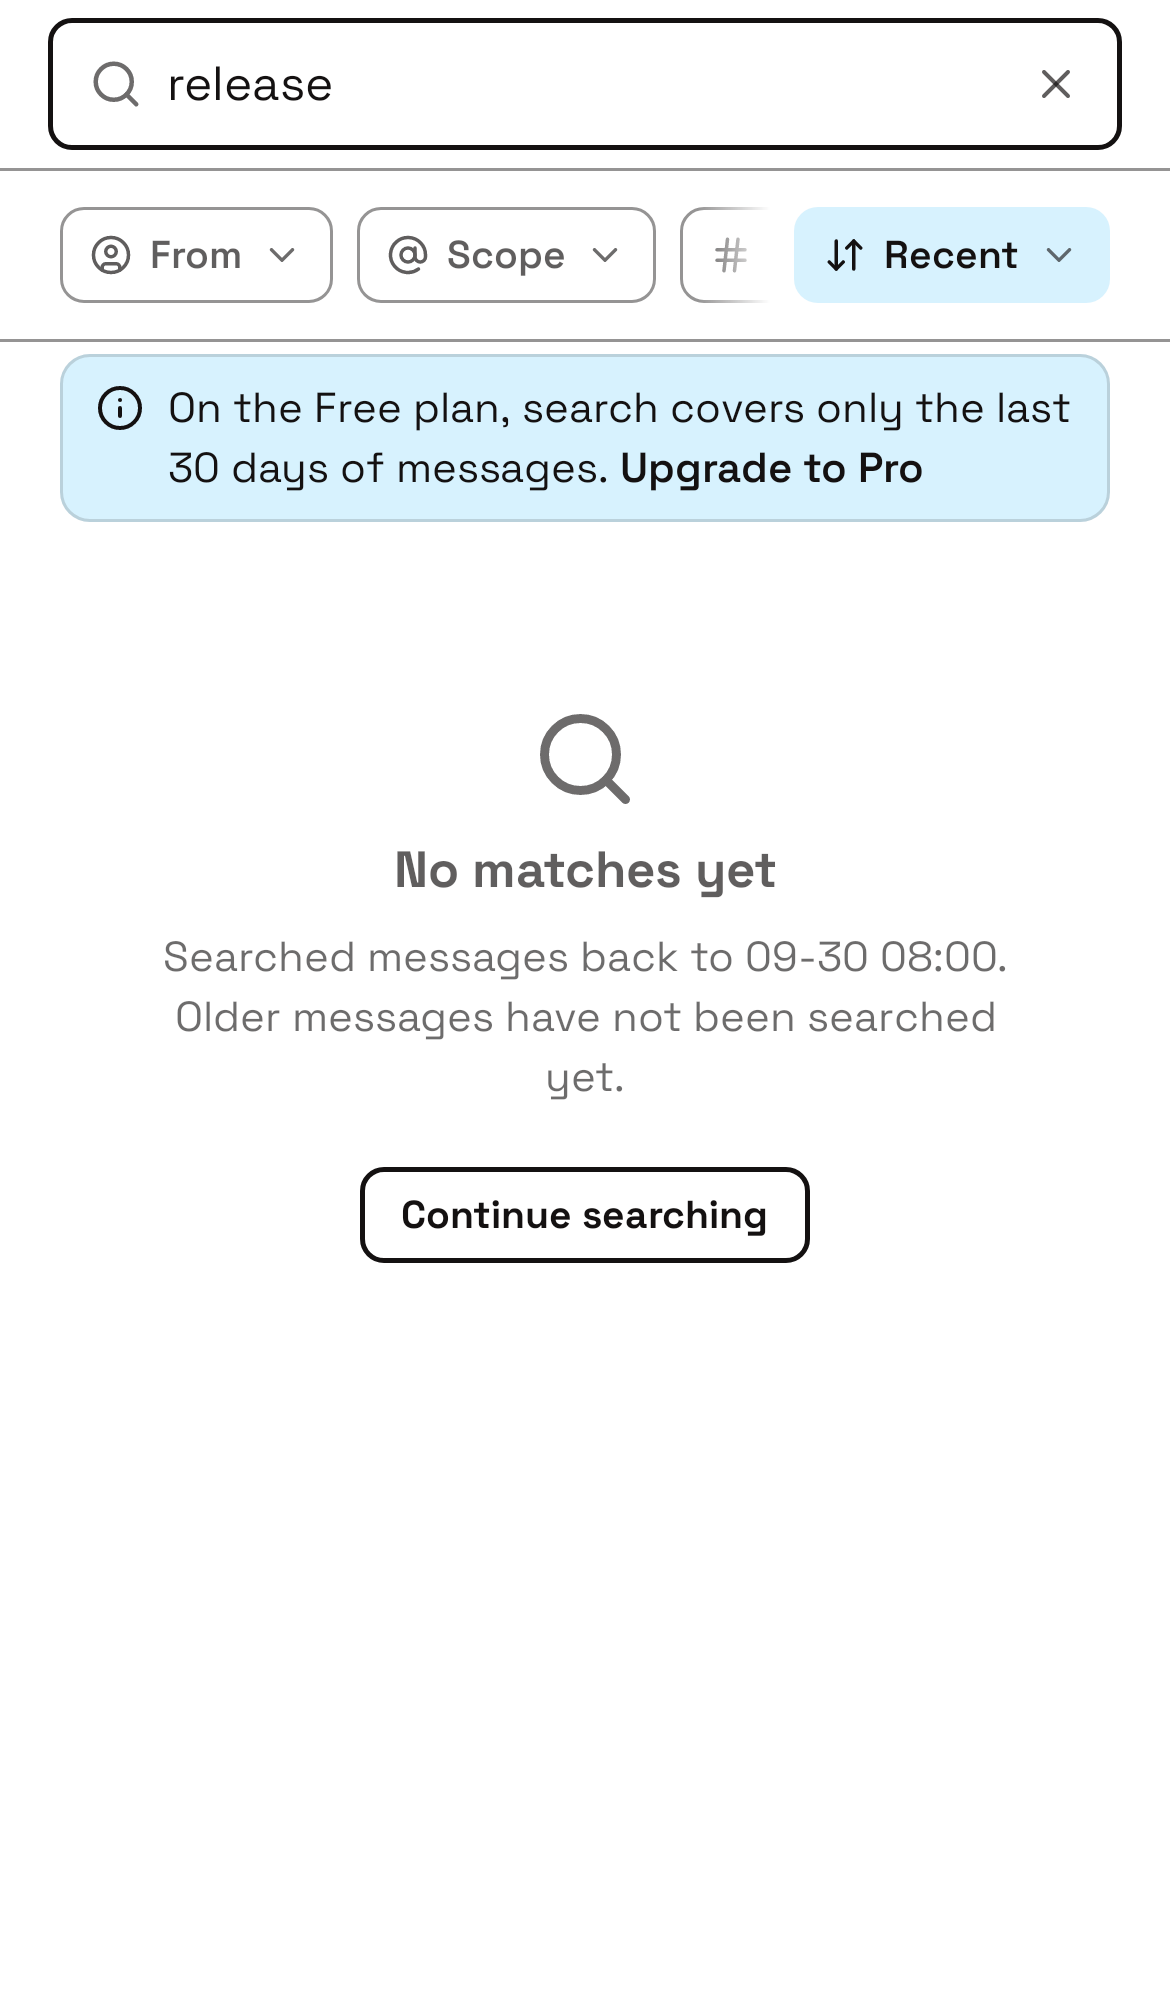 release
From
Scope
#
Recent
On the Free plan, search covers only the last
30 days of messages. Upgrade to Pro
No matches yet
Searched messages back to 09-30 08:00.
Older messages have not been searched
yet.
Continue searching